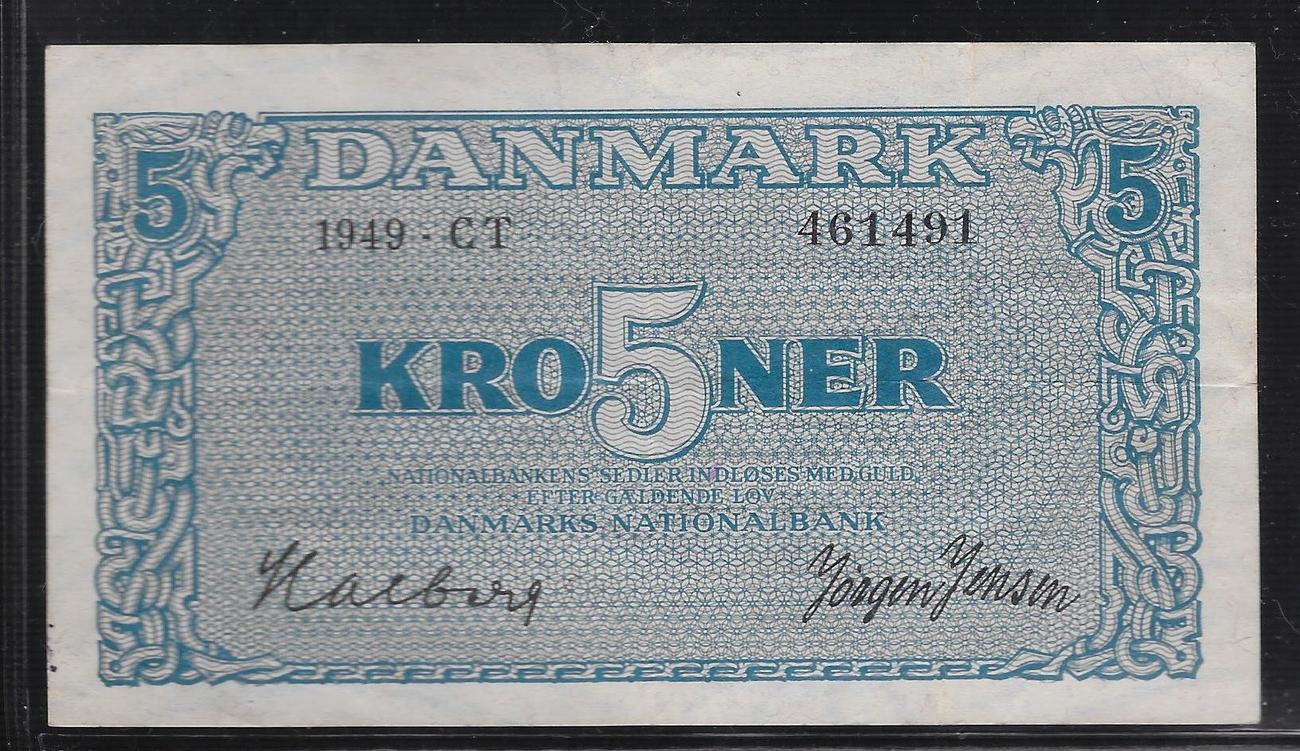 DANMARK
5 5
1949 · CT 461491
KRO5NER
NATIONALBANKENS SEDLER INDLØSES MED GULD
EFTER GÆLDENDE LOV
DANMARKS NATIONALBANK
Halberg Jörgen Jensen